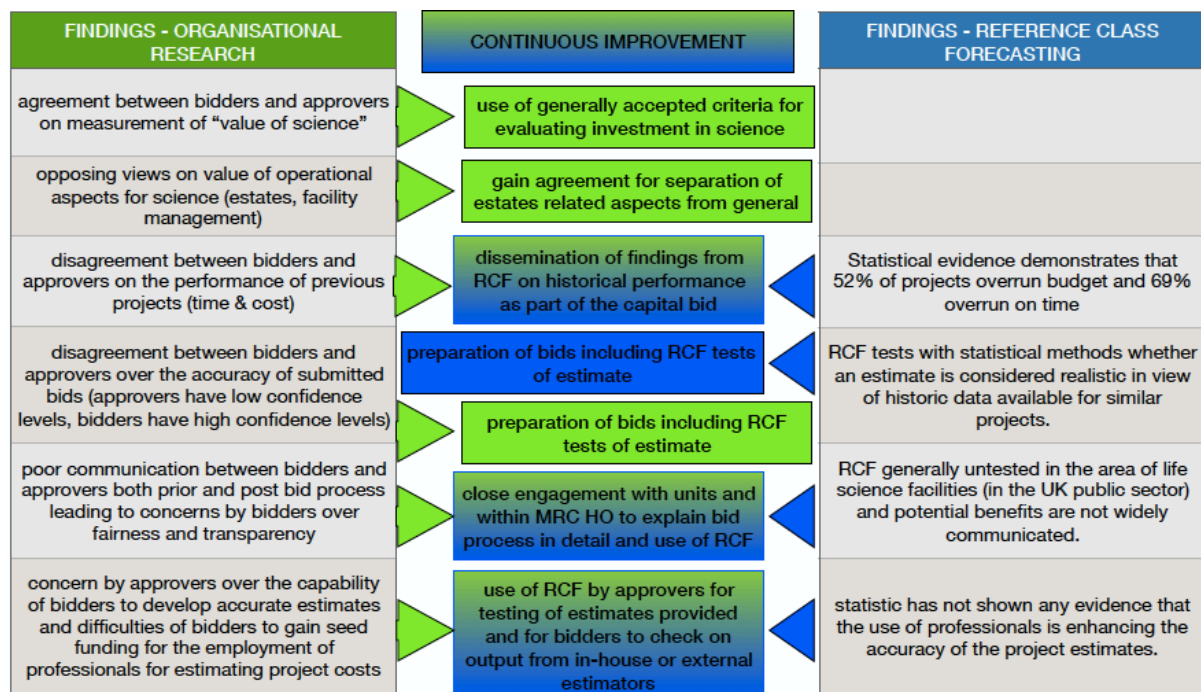 FINDINGS - ORGANISATIONAL
RESEARCH
CONTINUOUS IMPROVEMENT
FINDINGS - REFERENCE CLASS
FORECASTING
agreement between bidders and approvers
on measurement of “value of science”
use of generally accepted criteria for
evaluating investment in science
opposing views on value of operational
aspects for science (estates, facility
management)
gain agreement for separation of
estates related aspects from general
disagreement between bidders and
approvers on the performance of previous
projects (time & cost)
dissemination of findings from
RCF on historical performance
as part of the capital bid
Statistical evidence demonstrates that
52% of projects overrun budget and 69%
overrun on time
disagreement between bidders and
approvers over the accuracy of submitted
bids (approvers have low confidence
levels, bidders have high confidence levels)
preparation of bids including RCF tests
of estimate
preparation of bids including RCF
tests of estimate
RCF tests with statistical methods whether
an estimate is considered realistic in view
of historic data available for similar
projects.
poor communication between bidders and
approvers both prior and post bid process
leading to concerns by bidders over
fairness and transparency
close engagement with units and
within MRC HO to explain bid
process in detail and use of RCF
RCF generally untested in the area of life
science facilities (in the UK public sector)
and potential benefits are not widely
communicated.
concern by approvers over the capability
of bidders to develop accurate estimates
and difficulties of bidders to gain seed
funding for the employment of
professionals for estimating project costs
use of RCF by approvers for
testing of estimates provided
and for bidders to check on
output from in-house or external
estimators
statistic has not shown any evidence that
the use of professionals is enhancing the
accuracy of the project estimates.